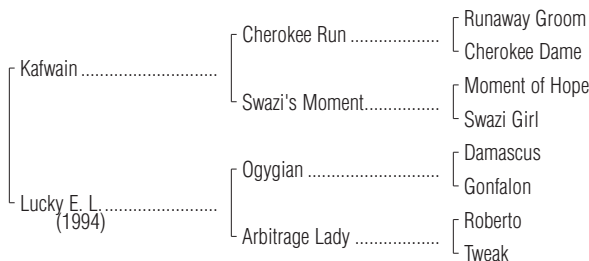 Runaway Groom
Cherokee Run ....................
Cherokee Dame
Kafwain ..............................
Moment of Hope
Swazi's Moment.................
Swazi Girl
Damascus
Ogygian .............................
Gonfalon
Lucky E. L. .........................
(1994)
Roberto
Arbitrage Lady ...................
Tweak